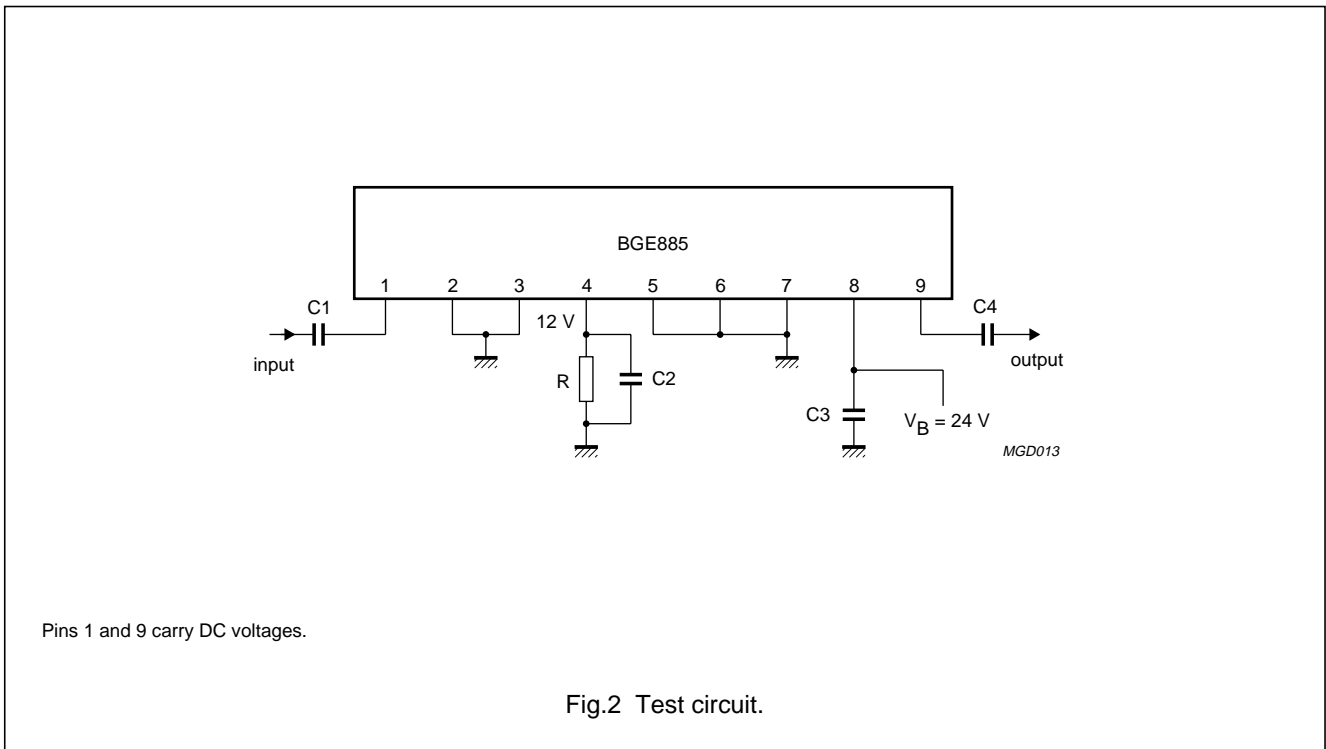 BGE885
1 2 3 4 5 6 7 8 9
C1
C4
12 V
input
output
R
C2
C3
VB = 24 V
MGD013
Pins 1 and 9 carry DC voltages.
Fig.2 Test circuit.